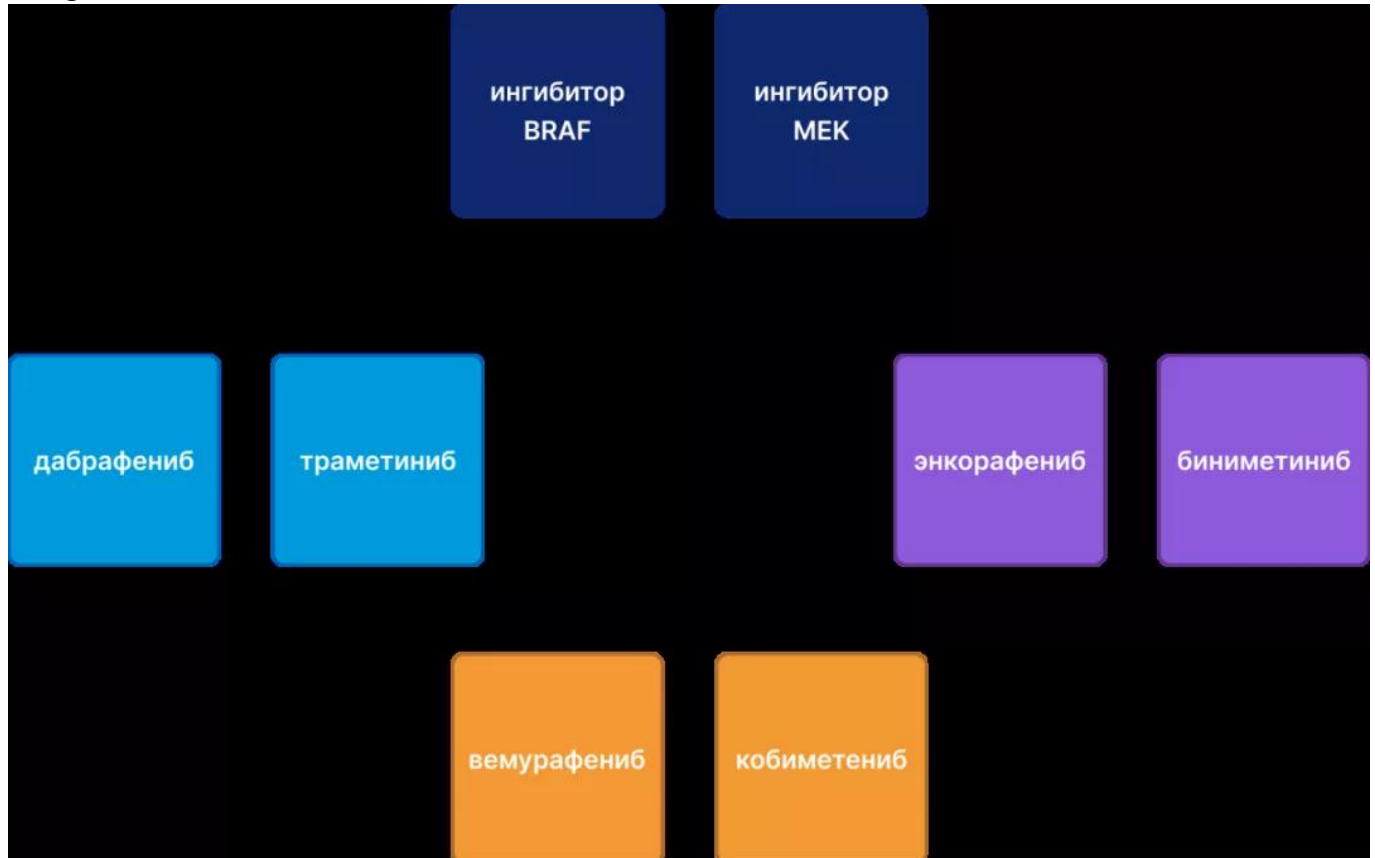 ингибитор
BRAF
ингибитор
MEK
дабрафениб
траметиниб
энкорафениб
биниметиниб
вемурафениб
кобиметениб